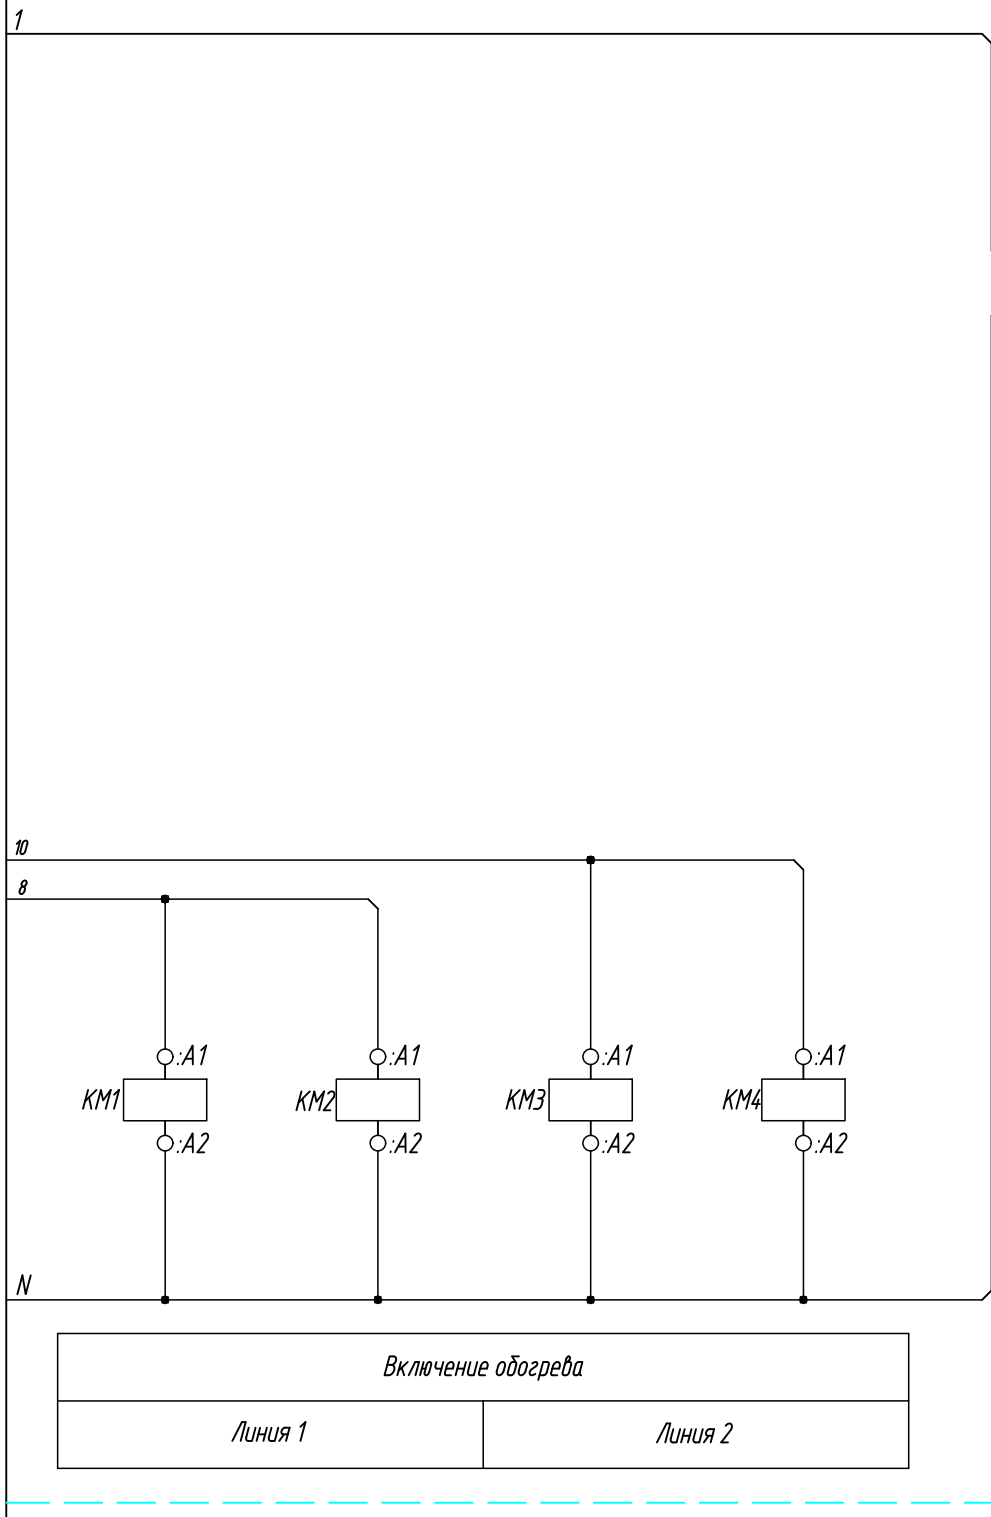 1
10
8
:A1 :A1 :A1 :A1
KM1 KM2 KM3 KM4
:A2 :A2 :A2 :A2
N
Включение обогрева
Линия 1 Линия 2